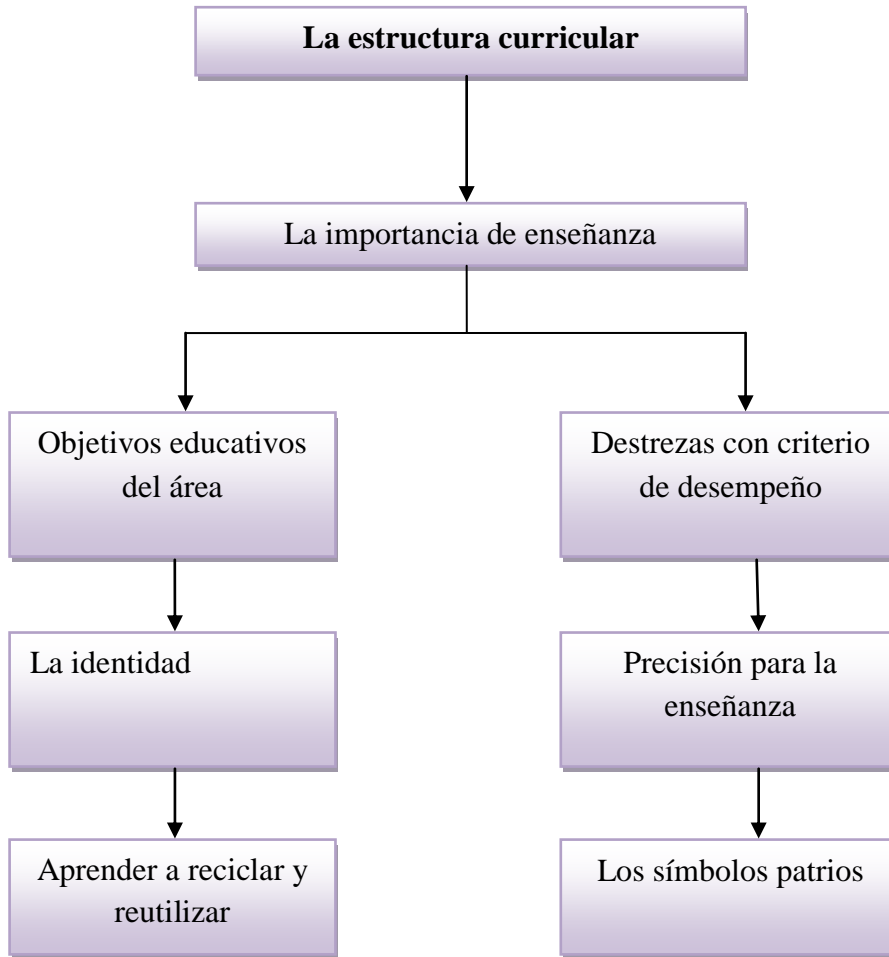 La estructura curricular
La importancia de enseñanza
Objetivos educativos
del área
Destrezas con criterio
de desempeño
La identidad
Precisión para la
enseñanza
Aprender a reciclar y
reutilizar
Los símbolos patrios